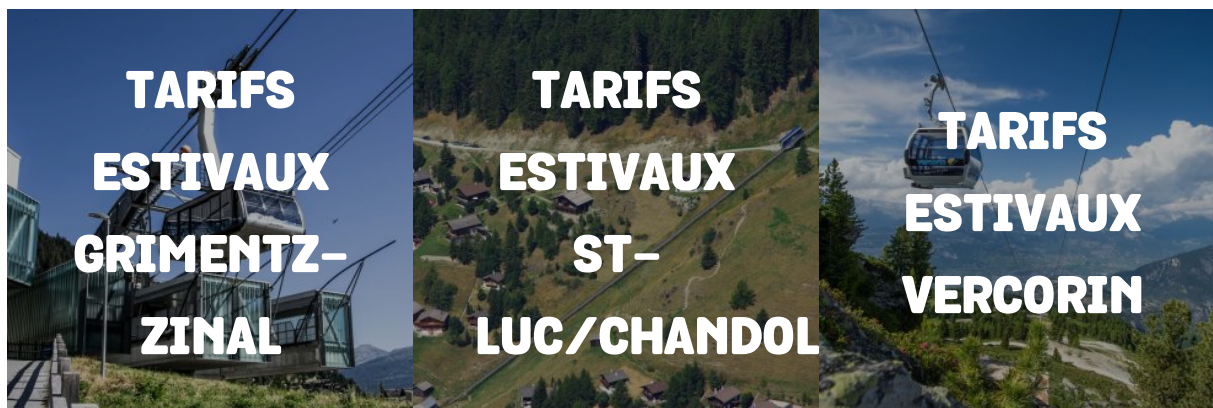 TARIFS
ESTIVAUX
GRIMENTZ-
ZINAL
TARIFS
ESTIVAUX
ST-
LUC/CHANDOL
TARIFS
ESTIVAUX
VERCORIN